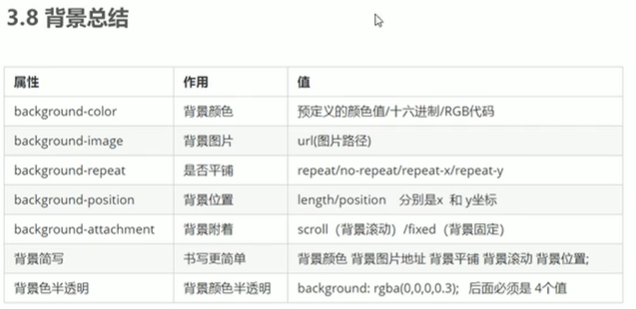 3.8 背景总结
属性 作用 值
background-color 背景颜色 预定义的颜色值/十六进制/RGB代码
background-image 背景图片 url(图片路径)
background-repeat 是否平铺 repeat/no-repeat/repeat-x/repeat-y
background-position 背景位置 length/position 分别是x 和 y坐标
background-attachment 背景附着 scroll（背景滚动）/fixed（背景固定）
背景简写 书写更简单 背景颜色 背景图片地址 背景平铺 背景滚动 背景位置;
背景色半透明 背景颜色半透明 background: rgba(0,0,0,0.3); 后面必须是 4个值